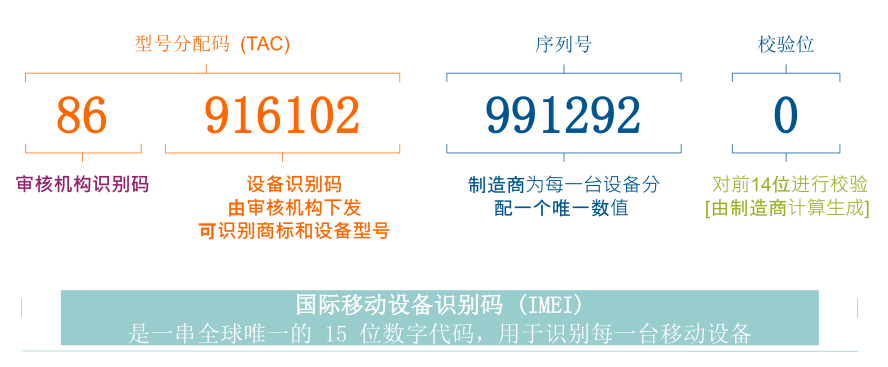 型号分配码 (TAC) 序列号 校验位
86 916102 991292 0
审核机构识别码 设备识别码 制造商为每一台设备分 对前14位进行校验
由审核机构下发 配一个唯一数值 [由制造商计算生成]
可识别商标和设备型号
国际移动设备识别码 (IMEI)
是一串全球唯一的 15 位数字代码，用于识别每一台移动设备